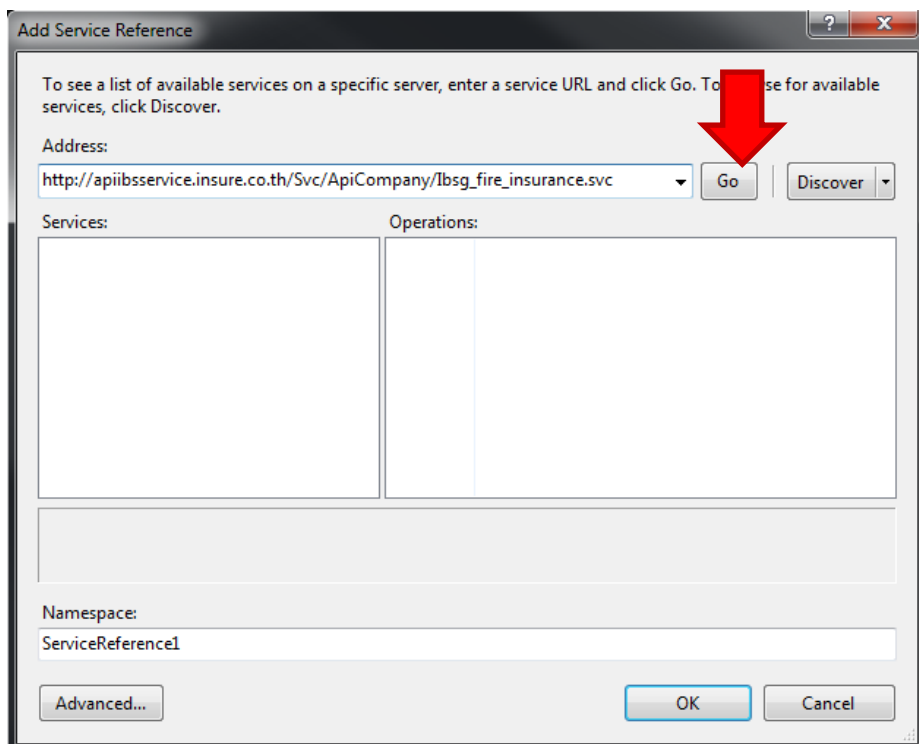 Add Service Reference
To see a list of available services on a specific server, enter a service URL and click Go. To se for available
services, click Discover.
Address:
http://apiibsservice.insure.co.th/Svc/ApiCompany/Ibsg_fire_insurance.svc
Go
Discover
Services:
Operations:
Namespace:
ServiceReference1
Advanced...
OK
Cancel